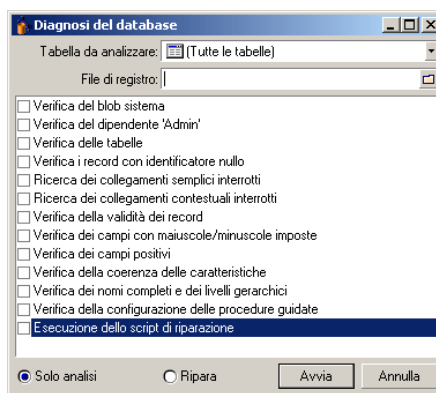 Diagnosi del database
Tabella da analizzare: (Tutte le tabelle)
File di registro:
Verifica del blob sistema
Verifica del dipendente 'Admin'
Verifica delle tabelle
Verifica i record con identificatore nullo
Ricerca dei collegamenti semplici interrotti
Ricerca dei collegamenti contestuali interrotti
Verifica della validità dei record
Verifica dei campi con maiuscole/minuscole imposte
Verifica dei campi positivi
Verifica della coerenza delle caratteristiche
Verifica dei nomi completi e dei livelli gerarchici
Verifica della configurazione delle procedure guidate
Esecuzione dello script di riparazione
Solo analisi Ripara Avvia Annulla